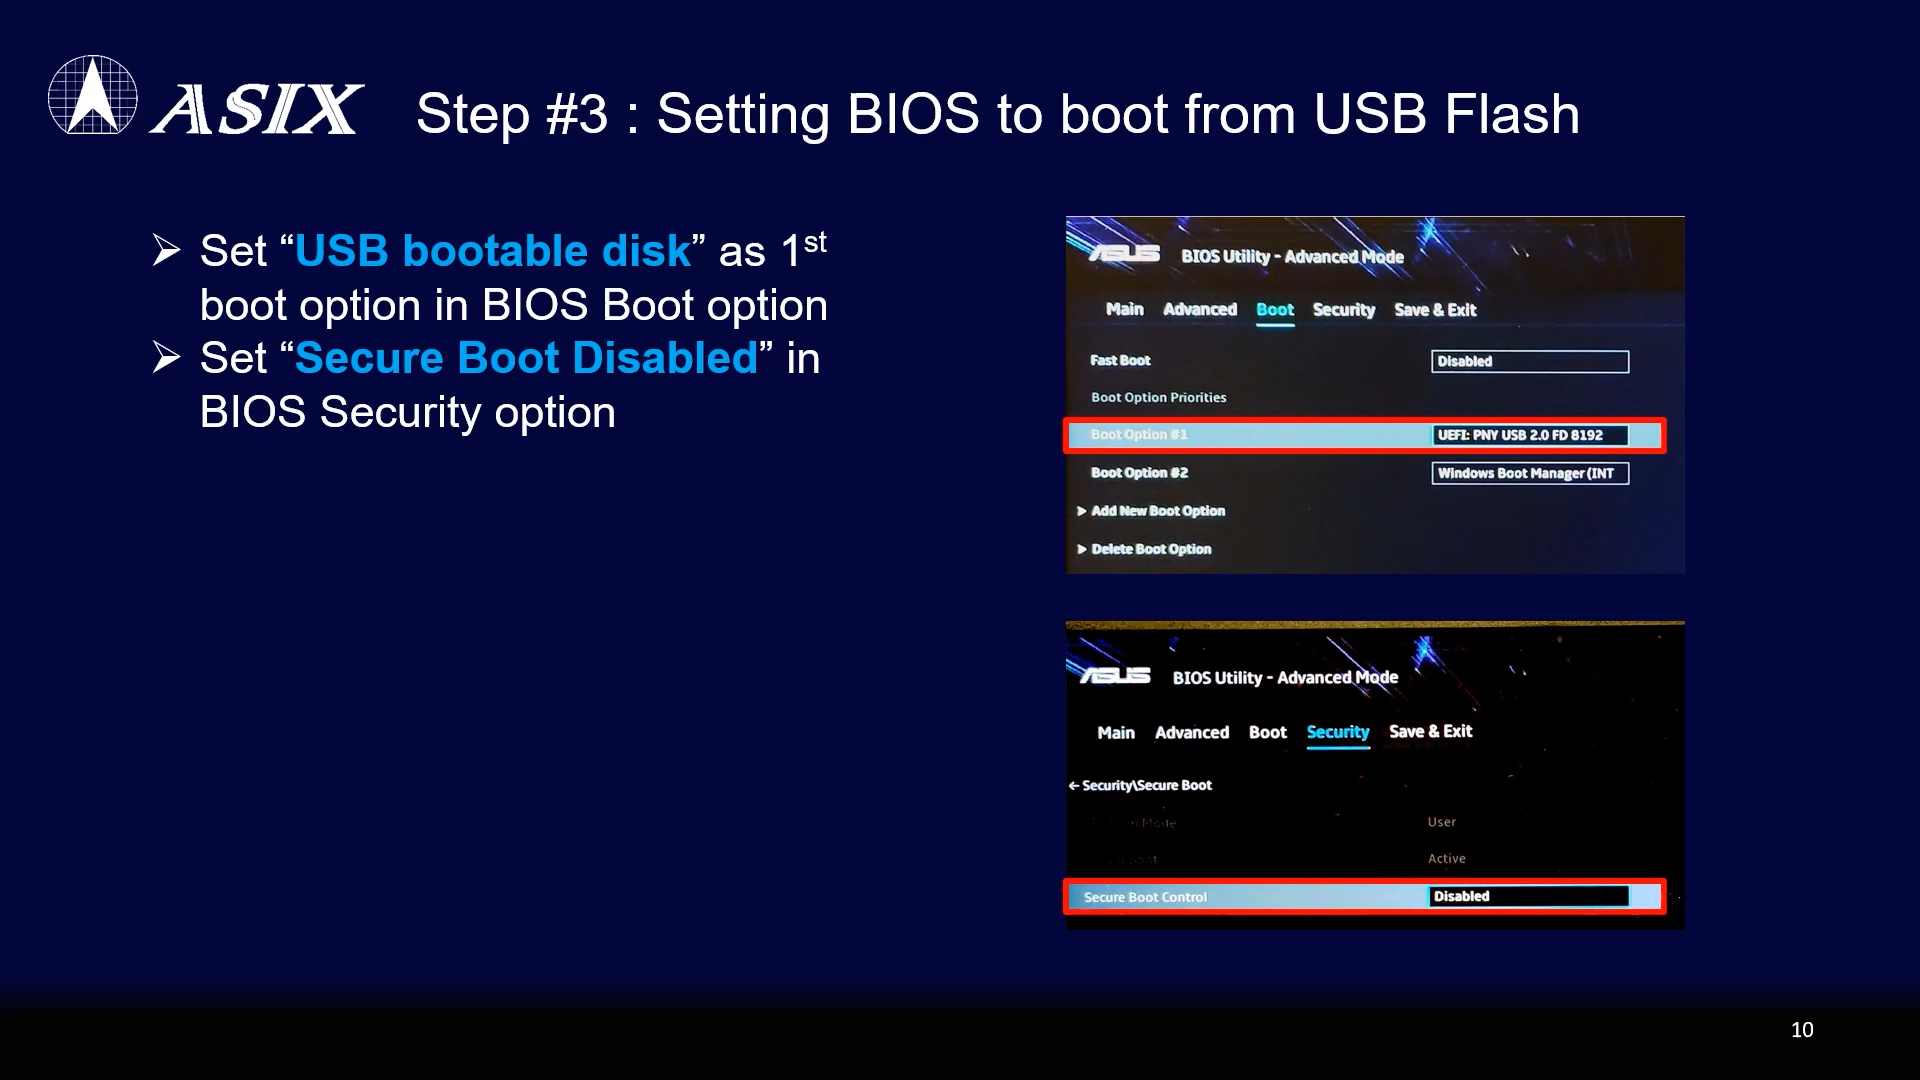 ASIX
Step #3 : Setting BIOS to boot from USB Flash
➢ Set “USB bootable disk” as 1st
boot option in BIOS Boot option
➢ Set “Secure Boot Disabled” in
BIOS Security option
ASUS BIOS Utility - Advanced Mode
Main Advanced Boot Security Save & Exit
Fast Boot Disabled
Boot Option Priorities
Boot Option #1 UEFI: PNY USB 2.0 FD 8192
Boot Option #2 Windows Boot Manager (INT
Add New Boot Option
Delete Boot Option
ASUS BIOS Utility - Advanced Mode
Main Advanced Boot Security Save & Exit
Security\Secure Boot
Mode User
Active
Secure Boot Control Disabled
10